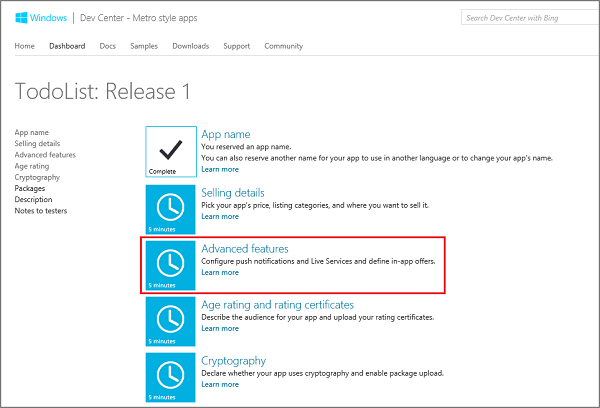 Windows | Dev Center - Metro style apps
Search Dev Center with Bing
Home Dashboard Docs Samples Downloads Support Community
TodoList: Release 1
App name
Selling details
Advanced features
Age rating
Cryptography
Packages
Description
Notes to testers
Complete
App name
You reserved an app name.
You can also reserve another name for your app to use in another language or to change your app's name.
Learn more
5 minutes
Selling details
Pick your app's price, listing categories, and where you want to sell it.
Learn more
5 minutes
Advanced features
Configure push notifications and Live Services and define in-app offers.
Learn more
5 minutes
Age rating and rating certificates
Describe the audience for your app and upload your rating certificates.
Learn more
5 minutes
Cryptography
Declare whether your app uses cryptography and enable package upload.
Learn more